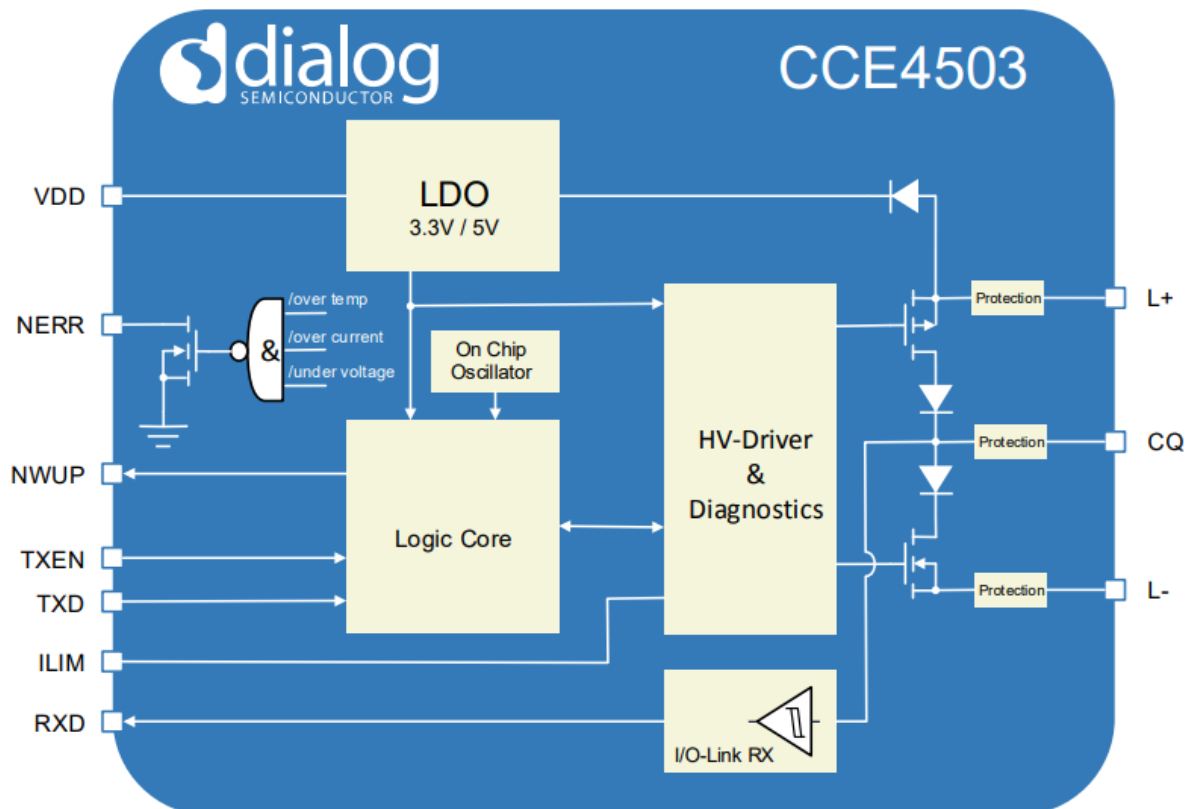 dialog
SEMICONDUCTOR
CCE4503
VDD
LDO
3.3V / 5V
NERR
&
/over temp
/over current
/under voltage
On Chip
Oscillator
Protection
L+
NWUP
Logic Core
HV-Driver
&
Diagnostics
Protection
CQ
TXEN
TXD
Protection
L-
ILIM
RXD
I/O-Link RX